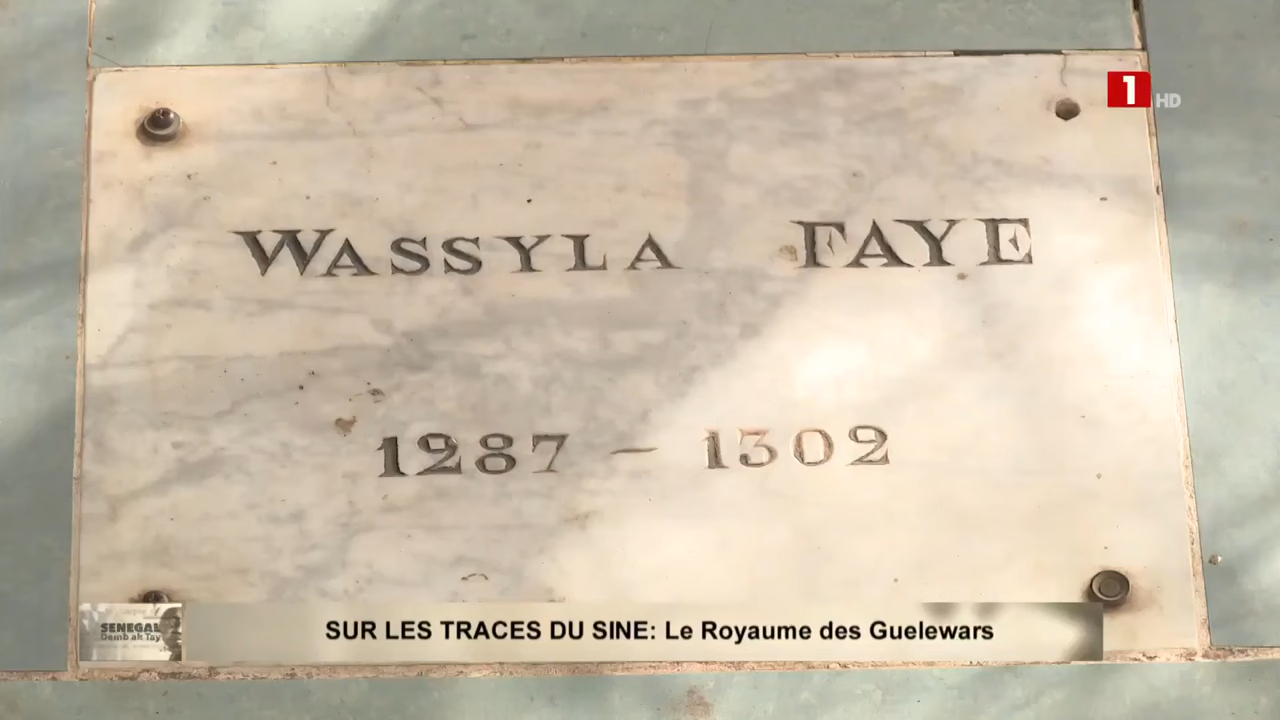 1 HD
WASSYLA FAYE
1287 - 1302
SENEGAL
Demb ak Tay
SUR LES TRACES DU SINE: Le Royaume des Guelewars